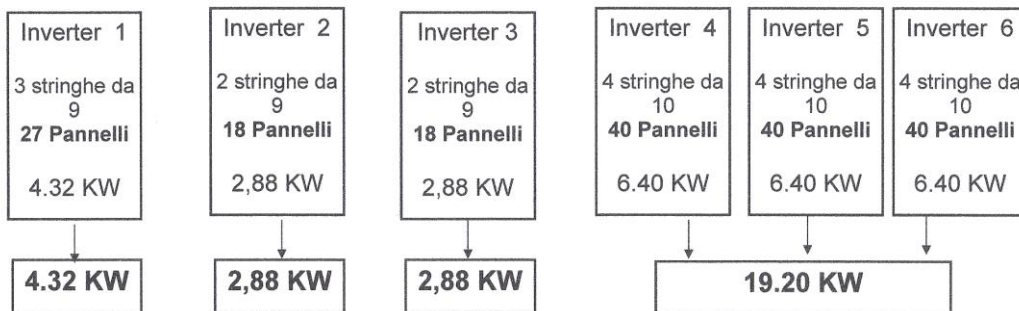 Inverter 1
3 stringhe da
9
27 Pannelli
4.32 KW
Inverter 2
2 stringhe da
9
18 Pannelli
2,88 KW
Inverter 3
2 stringhe da
9
18 Pannelli
2,88 KW
Inverter 4
4 stringhe da
10
40 Pannelli
6.40 KW
Inverter 5
4 stringhe da
10
40 Pannelli
6.40 KW
Inverter 6
4 stringhe da
10
40 Pannelli
6.40 KW
4.32 KW
2,88 KW
2,88 KW
19.20 KW